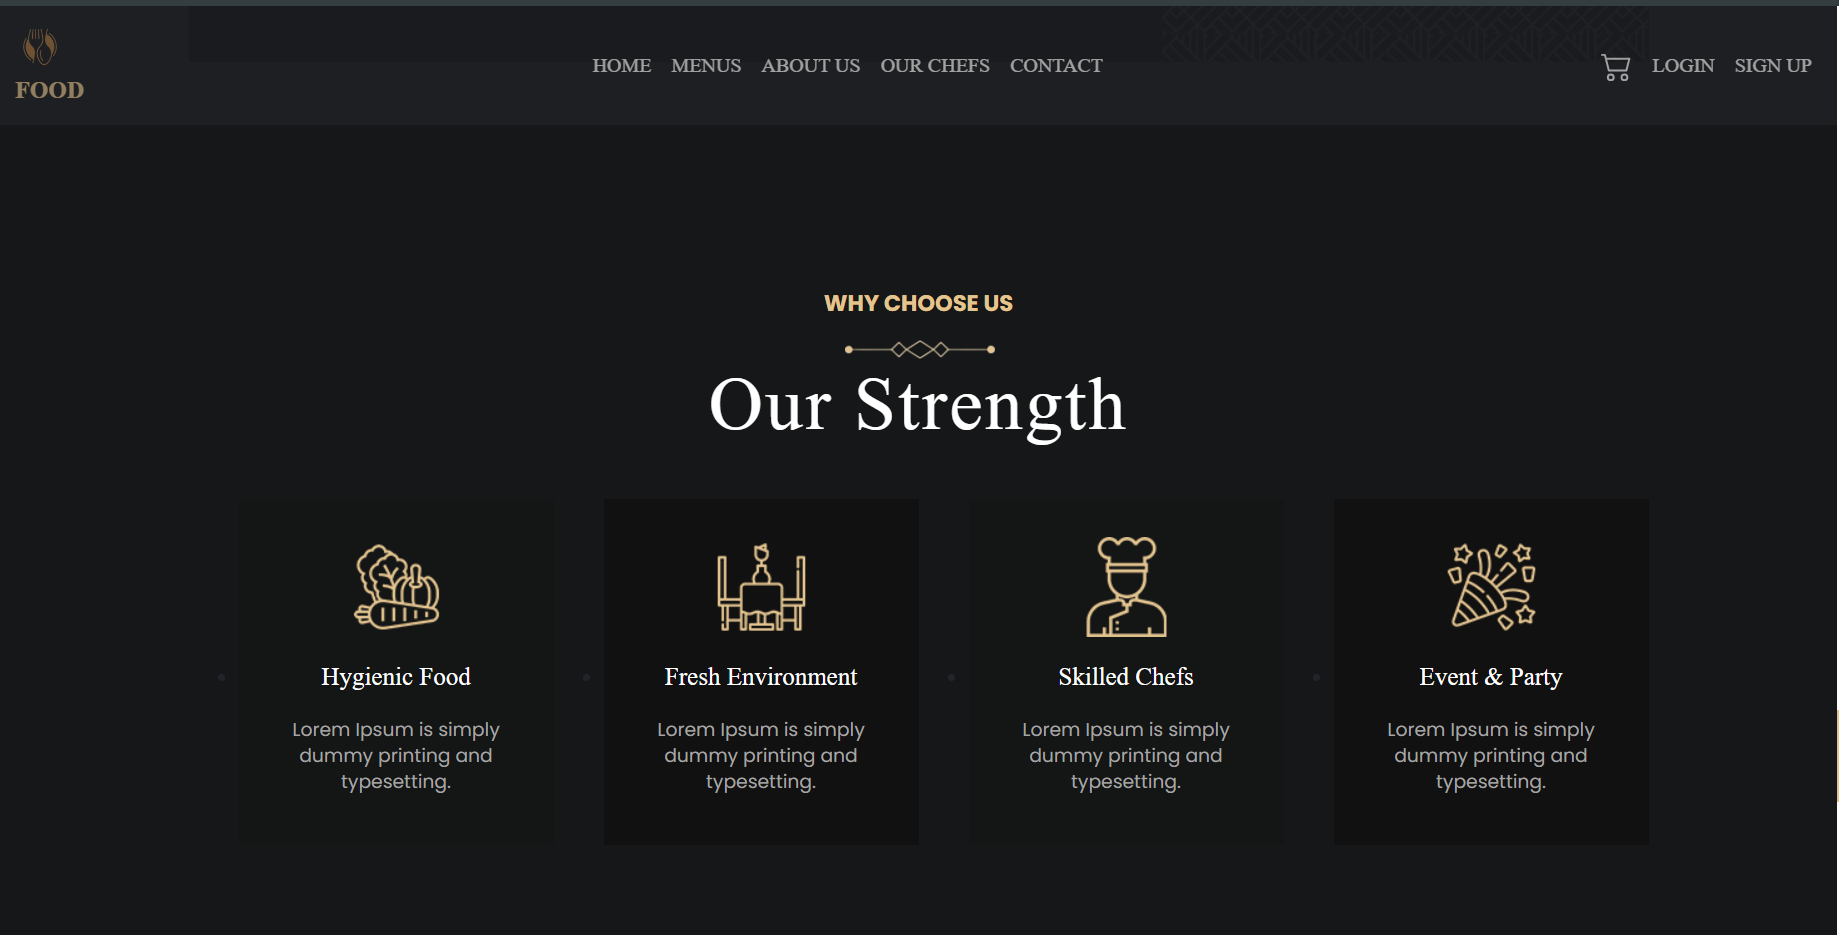 FOOD
HOME MENUS ABOUT US OUR CHEFS CONTACT
LOGIN SIGN UP
WHY CHOOSE US
Our Strength
Hygienic Food
Lorem Ipsum is simply
dummy printing and
typesetting.
Fresh Environment
Lorem Ipsum is simply
dummy printing and
typesetting.
Skilled Chefs
Lorem Ipsum is simply
dummy printing and
typesetting.
Event & Party
Lorem Ipsum is simply
dummy printing and
typesetting.